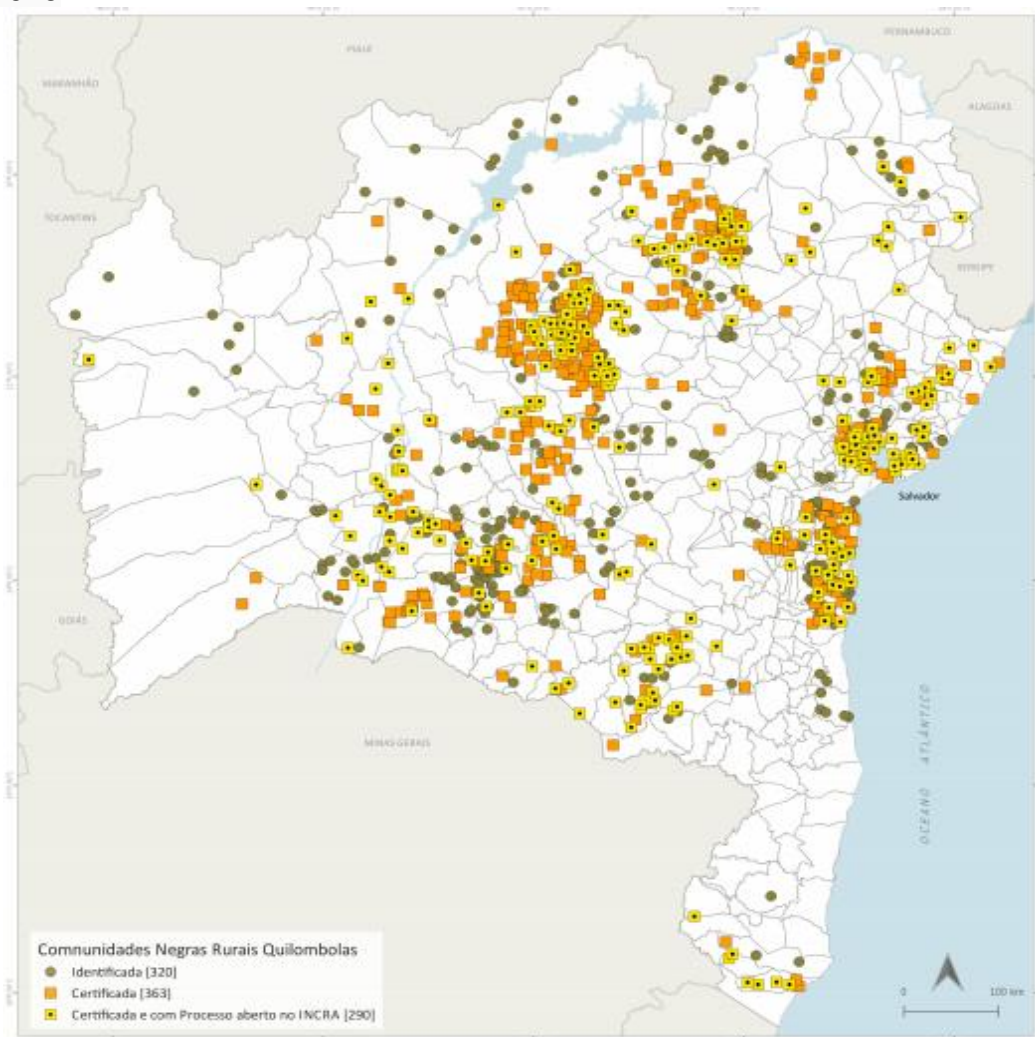 PIAUÍ
PERNAMBUCO
MARANHÃO
ALAGOAS
TOCANTINS
SERGIPE
Salvador
GOIÁS
MINAS GERAIS
OCEANO ATLÂNTICO
Comnunidades Negras Rurais Quilombolas
Identificada [320]
Certificada [363]
Certificada e com Processo aberto no INCRA [290]
0 100 km